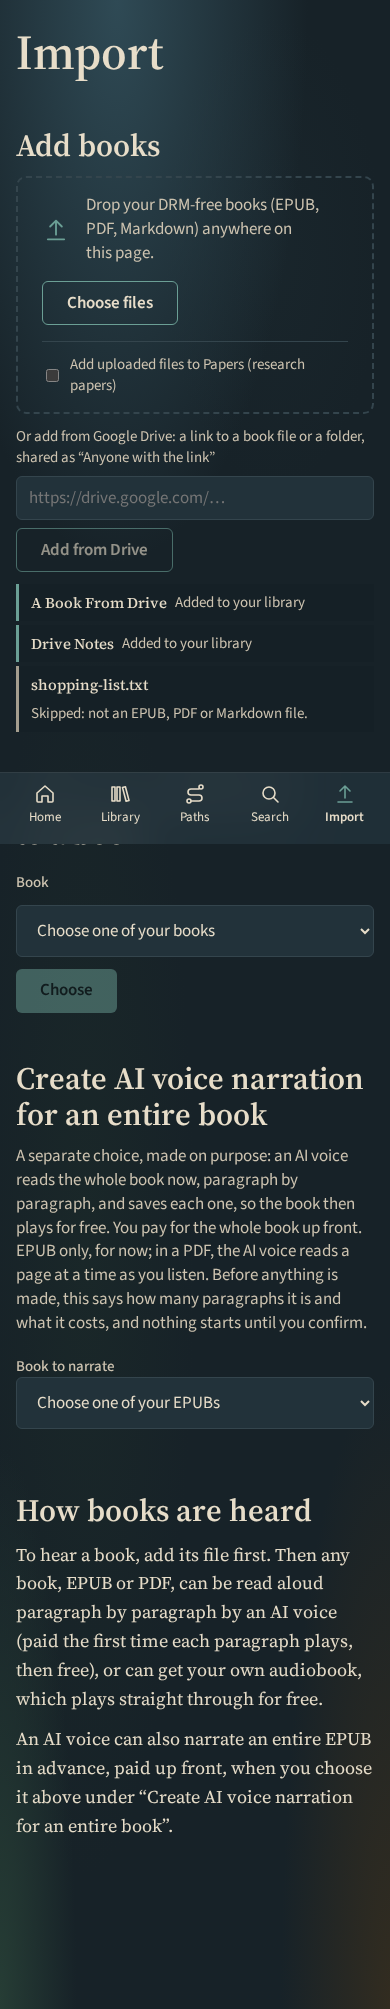 Import
Add books
Drop your DRM-free books (EPUB,
PDF, Markdown) anywhere on
this page.
Choose files
Add uploaded files to Papers (research
papers)
Or add from Google Drive: a link to a book file or a folder,
shared as “Anyone with the link”
https://drive.google.com/…
Add from Drive
A Book From Drive Added to your library
Drive Notes Added to your library
shopping-list.txt
Skipped: not an EPUB, PDF or Markdown file.
Home Library Paths Search Import
Book
Choose one of your books
Choose
Create AI voice narration
for an entire book
A separate choice, made on purpose: an AI voice
reads the whole book now, paragraph by
paragraph, and saves each one, so the book then
plays for free. You pay for the whole book up front.
EPUB only, for now; in a PDF, the AI voice reads a
page at a time as you listen. Before anything is
made, this says how many paragraphs it is and
what it costs, and nothing starts until you confirm.
Book to narrate
Choose one of your EPUBs
How books are heard
To hear a book, add its file first. Then any
book, EPUB or PDF, can be read aloud
paragraph by paragraph by an AI voice
(paid the first time each paragraph plays,
then free), or can get your own audiobook,
which plays straight through for free.
An AI voice can also narrate an entire EPUB
in advance, paid up front, when you choose
it above under “Create AI voice narration
for an entire book”.